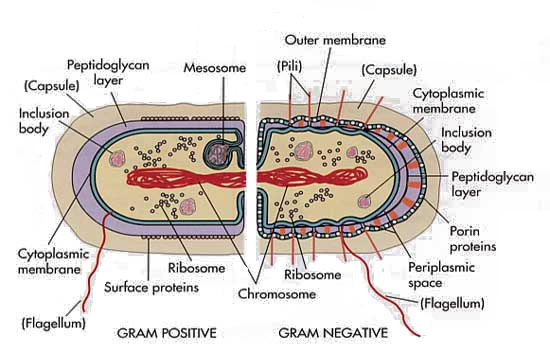 Outer membrane
Peptidoglycan
layer
Mesosome
(Pili)
(Capsule)
(Capsule)
Cytoplasmic
membrane
Inclusion
body
Inclusion
body
Peptidoglycan
layer
Porin
proteins
Cytoplasmic
membrane
Ribosome
Ribosome
Periplasmic
space
Surface proteins
Chromosome
(Flagellum)
(Flagellum)
GRAM POSITIVE
GRAM NEGATIVE